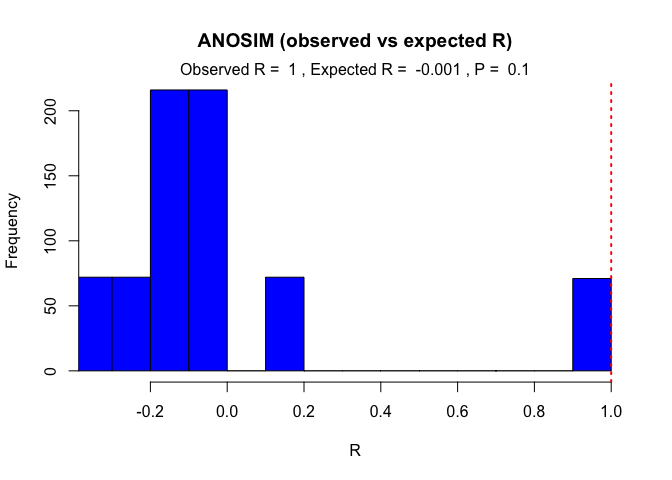 ANOSIM (observed vs expected R)
Observed R =  1 , Expected R =  -0.001 , P =  0.1
Frequency
200
150
100
50
0
-0.2 0.0 0.2 0.4 0.6 0.8 1.0
R